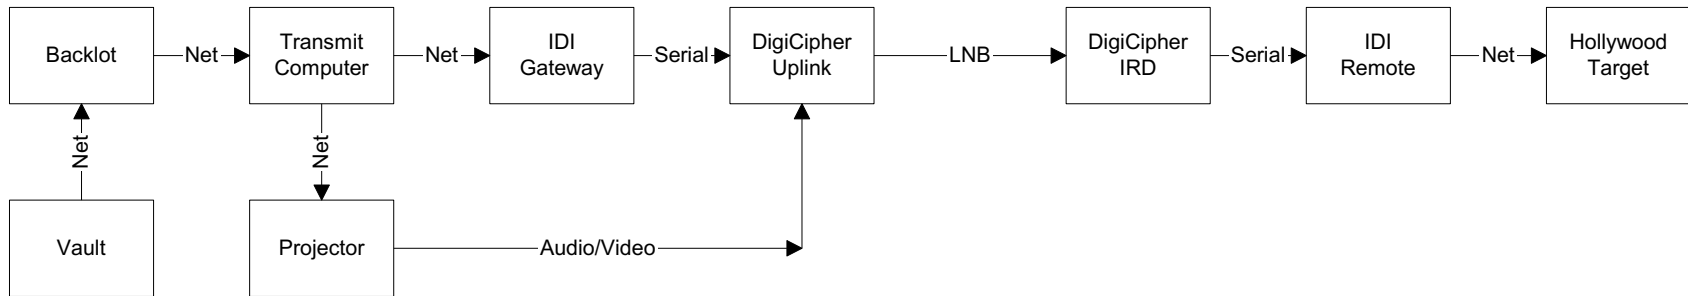 Backlot
Net
Transmit
Computer
Net
IDI
Gateway
Serial
DigiCipher
Uplink
LNB
DigiCipher
IRD
Serial
IDI
Remote
Net
Hollywood
Target
Net
Net
Vault
Projector
Audio/Video